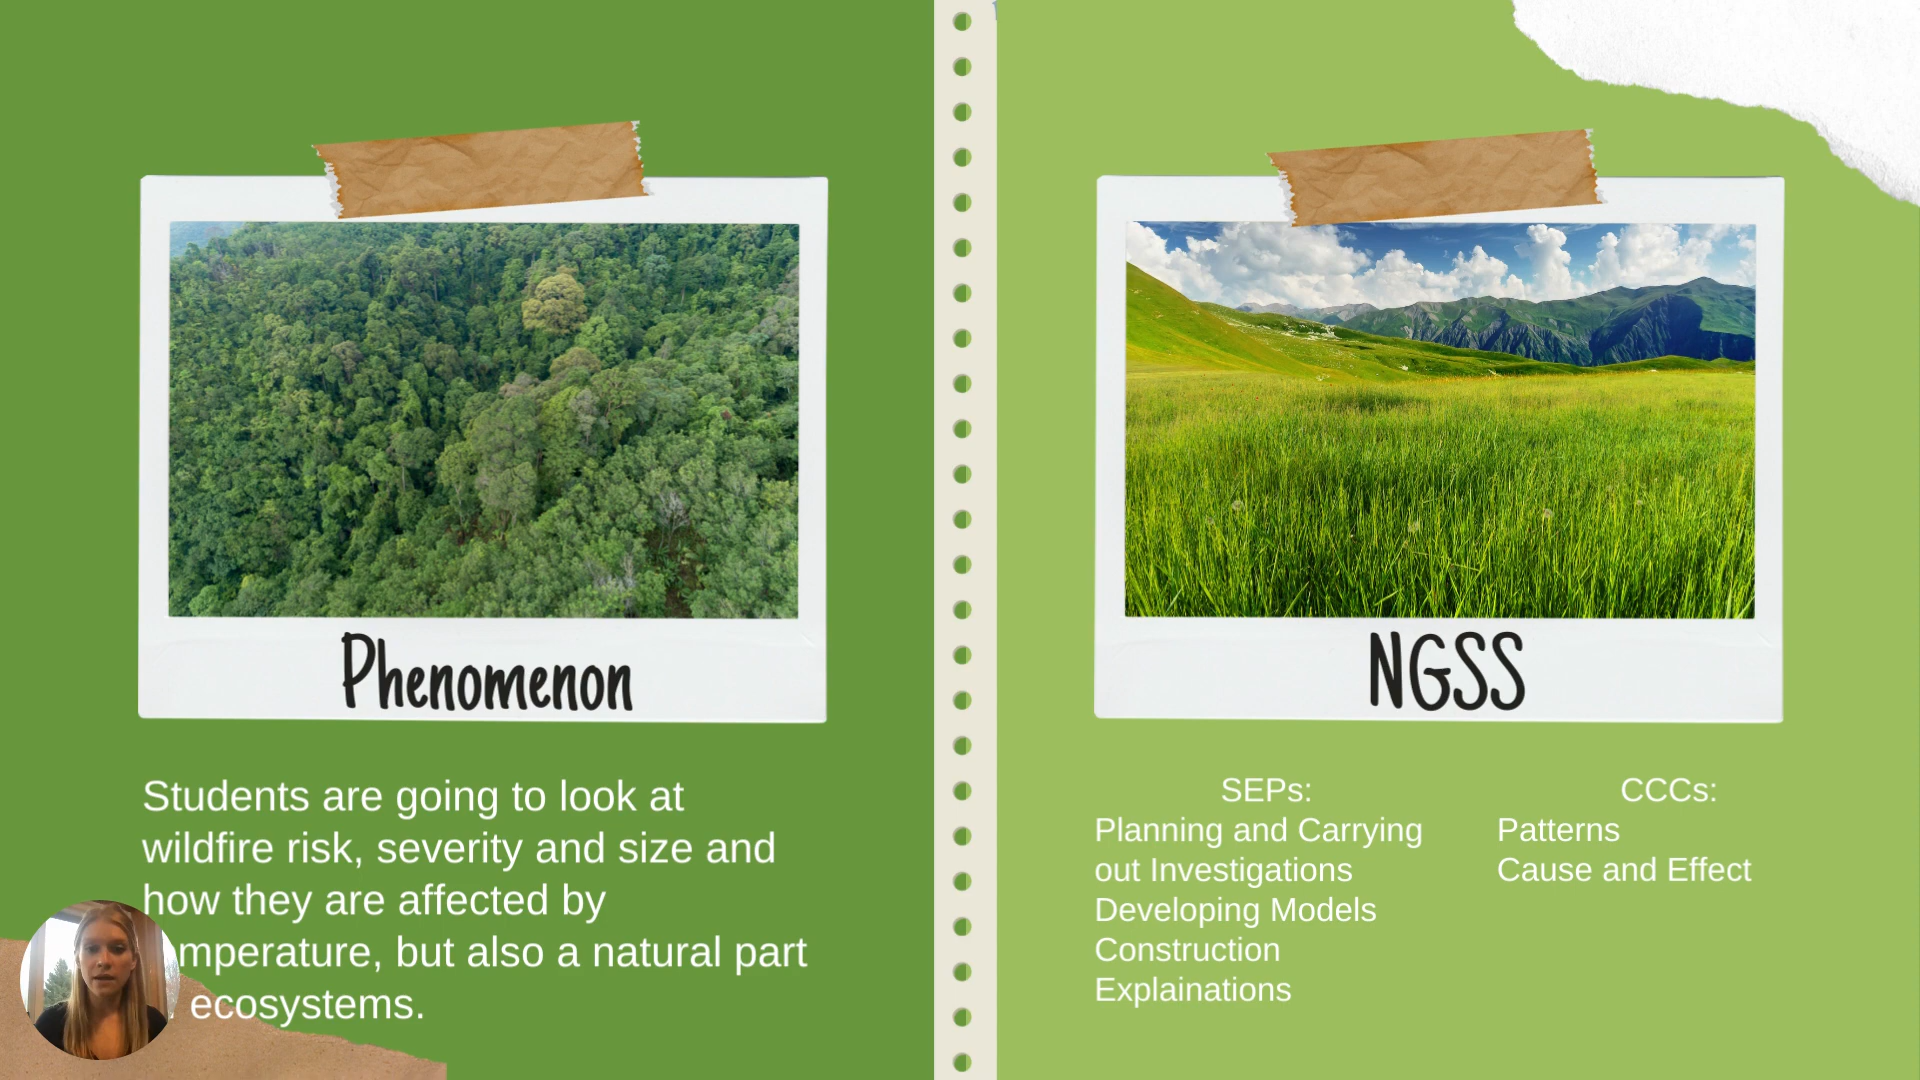 Phenomenon
Students are going to look at
wildfire risk, severity and size and
how they are affected by
mperature, but also a natural part
ecosystems.
NGSS
SEPs:
Planning and Carrying
out Investigations
Developing Models
Construction
Explainations
CCCs:
Patterns
Cause and Effect